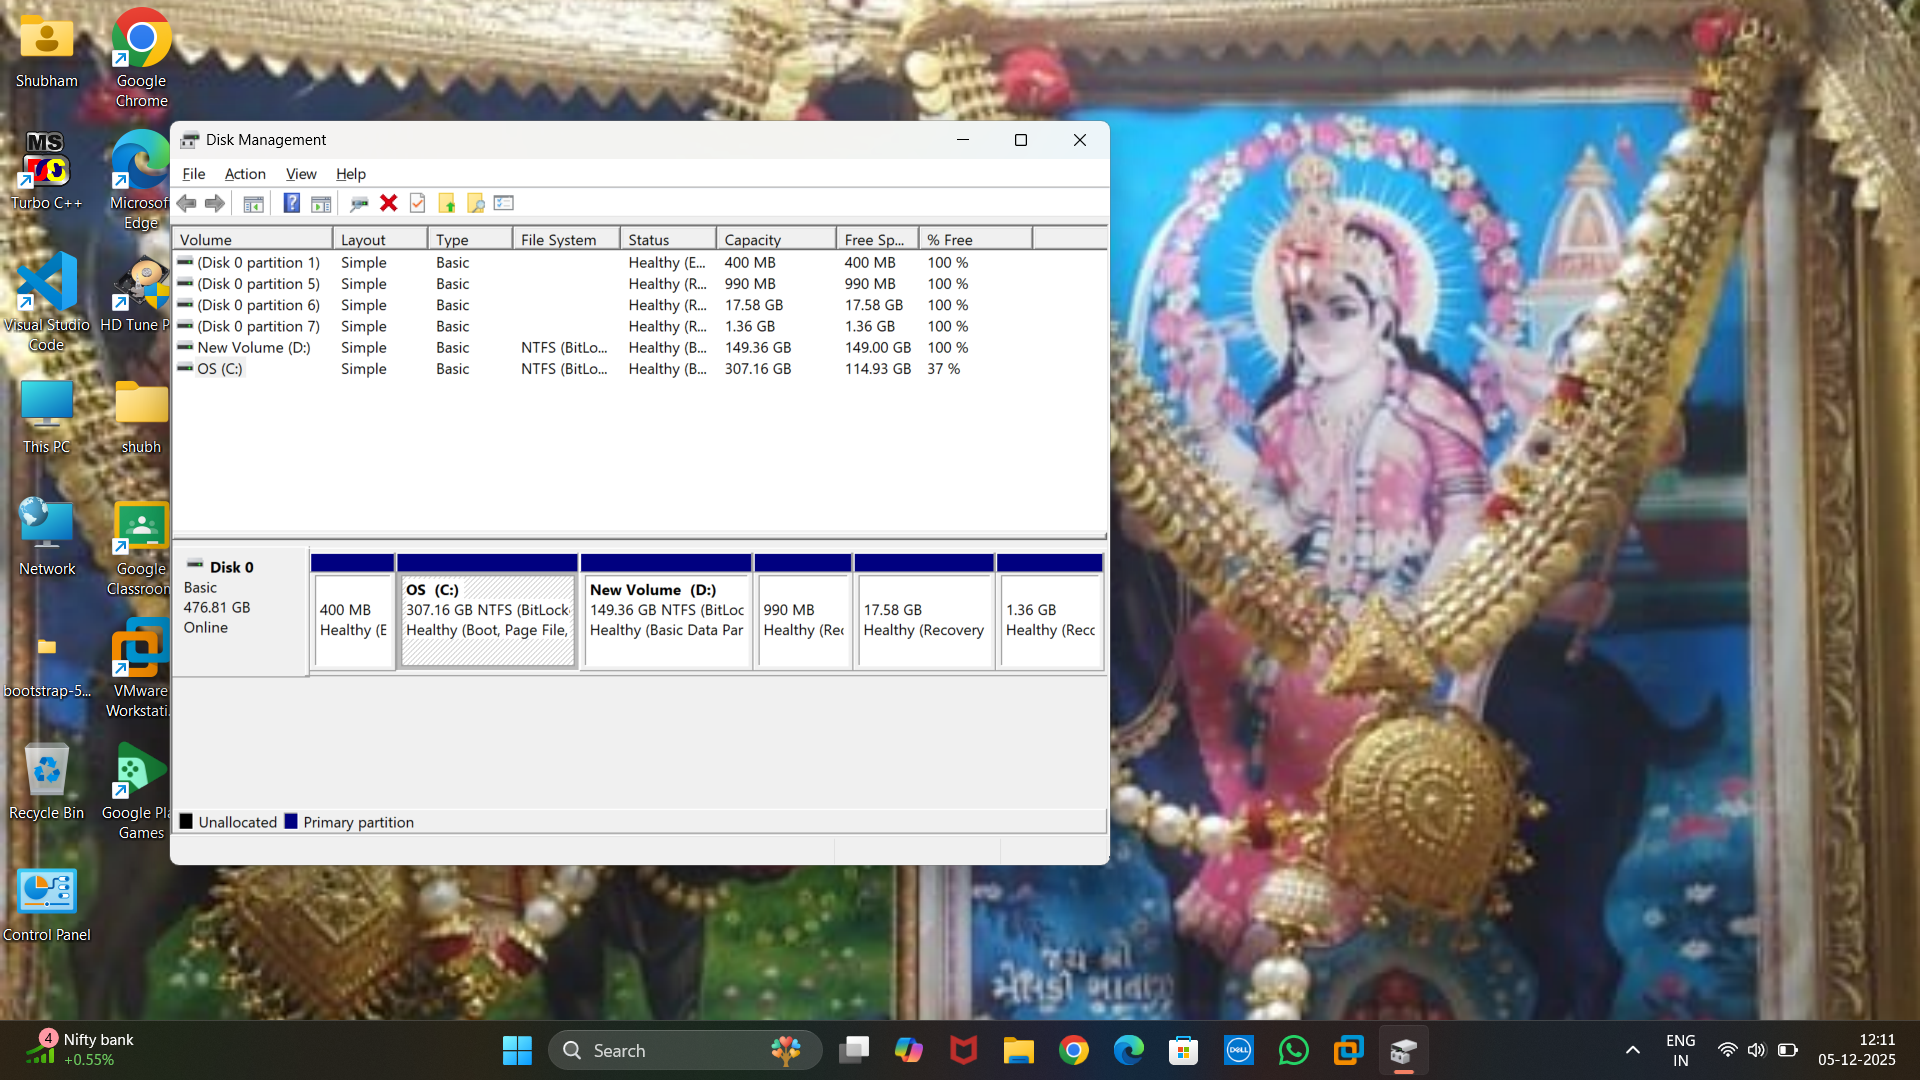 Shubham
Google
Chrome
MS
Turbo C++
Microsof
Edge
Visual Studio
Code
HD Tune P
This PC
shubh
Network
Google
Classroon
bootstrap-5...
VMware
Workstati.
Recycle Bin
Google Pl
Games
Control Panel
Disk Management
File Action View Help
Volume Layout Type File System Status Capacity Free Sp... % Free
(Disk 0 partition 1) Simple Basic Healthy (E... 400 MB 400 MB 100 %
(Disk 0 partition 5) Simple Basic Healthy (R... 990 MB 990 MB 100 %
(Disk 0 partition 6) Simple Basic Healthy (R... 17.58 GB 17.58 GB 100 %
(Disk 0 partition 7) Simple Basic Healthy (R... 1.36 GB 1.36 GB 100 %
New Volume (D:) Simple Basic NTFS (BitLo... Healthy (B... 149.36 GB 149.00 GB 100 %
OS (C:) Simple Basic NTFS (BitLo... Healthy (B... 307.16 GB 114.93 GB 37 %
Disk 0
Basic
476.81 GB
Online
400 MB
Healthy (E
OS (C:)
307.16 GB NTFS (BitLock
Healthy (Boot, Page File,
New Volume (D:)
149.36 GB NTFS (BitLoc
Healthy (Basic Data Par
990 MB
Healthy (Rec
17.58 GB
Healthy (Recovery
1.36 GB
Healthy (Recc
Unallocated Primary partition
જય શ્રી
મેલડી માતાજી
4
Nifty bank
+0.55%
Search
DELL
ENG
IN
12:11
05-12-2025